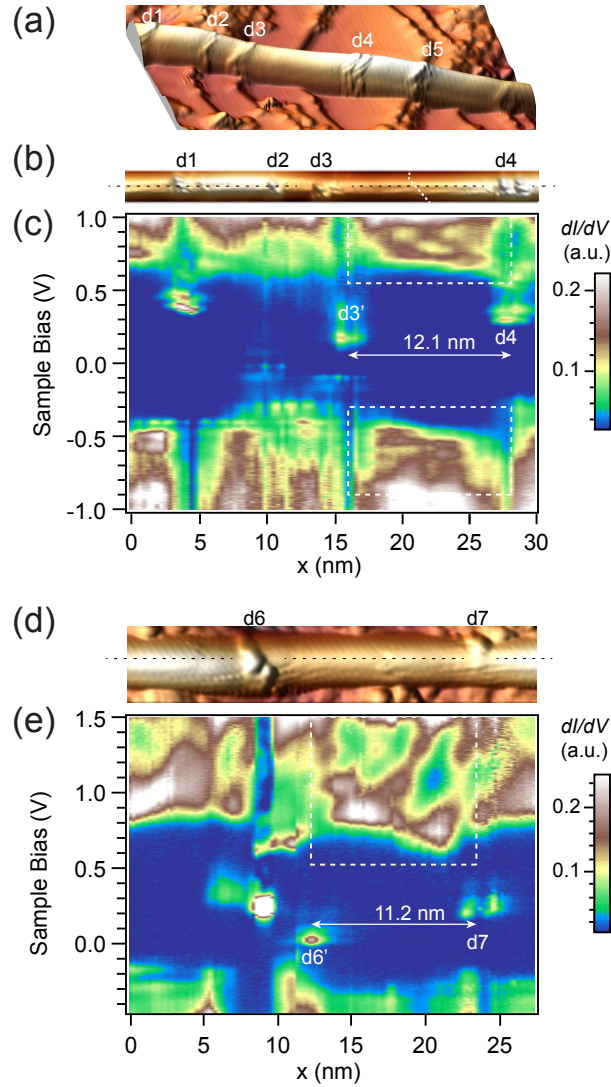 (a)
d1
d2
d3
d4
d5
(b)
d1
d2
d3
d4
(c)
dI/dV
(a.u.)
0.2
0.1
1.0
0.5
0.0
-0.5
-1.0
Sample Bias (V)
d3'
d4
12.1 nm
0
5
10
15
20
25
30
x (nm)
(d)
d6
d7
(e)
dI/dV
(a.u.)
0.2
0.1
1.5
1.0
0.5
0.0
Sample Bias (V)
11.2 nm
d6'
d7
0
5
10
15
20
25
x (nm)